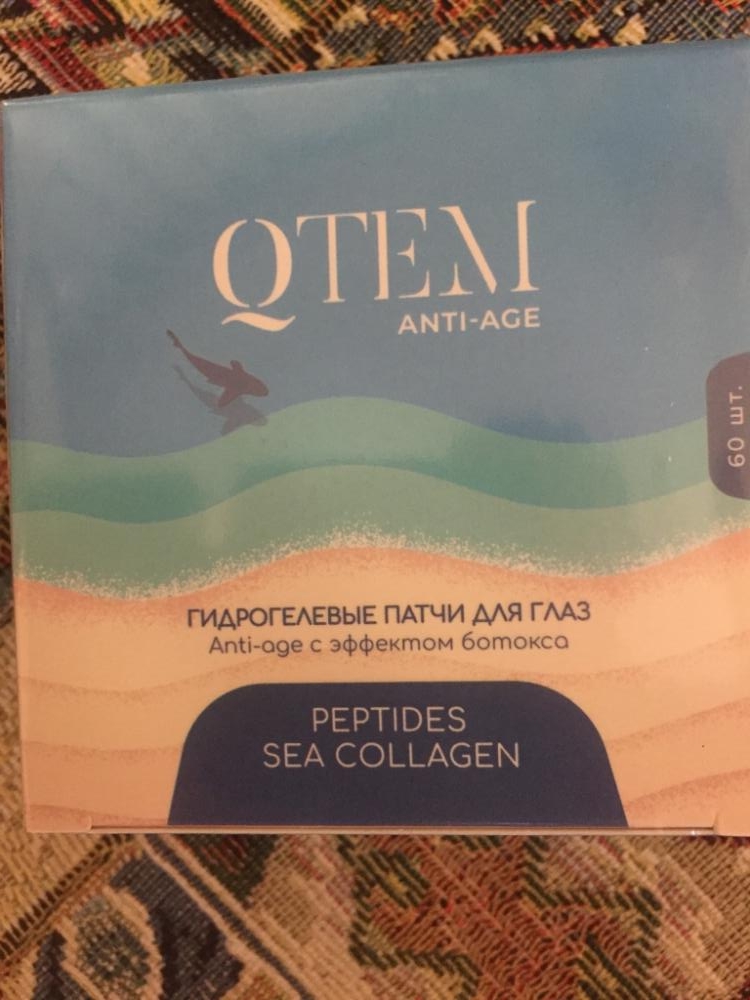 QTEM
ANTI-AGE
60 шт.
ГИДРОГЕЛЕВЫЕ ПАТЧИ ДЛЯ ГЛАЗ
Anti-age с эффектом ботокса
PEPTIDES
SEA COLLAGEN